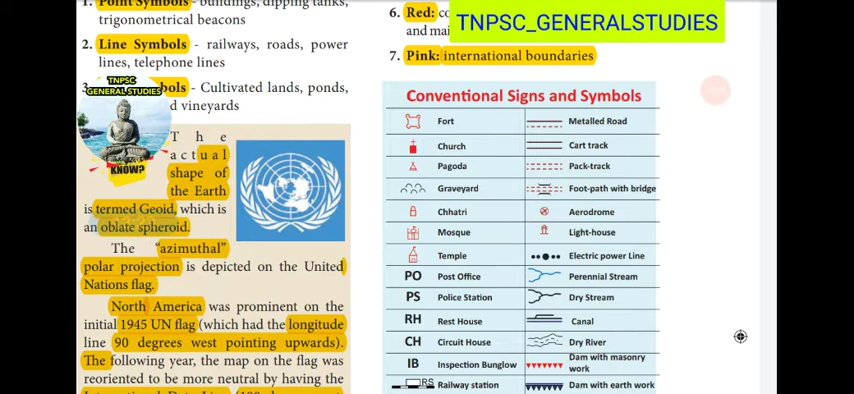 1. Point Symbols - buildings, dipping tanks,
trigonometrical beacons
2. Line Symbols - railways, roads, power
lines, telephone lines
bols - Cultivated lands, ponds,
d vineyards
TNPSC
GENERAL STUDIES
KNOW?
The
actual
shape of
the Earth
is termed Geoid, which is
an oblate spheroid.
The "azimuthal"
polar projection is depicted on the United
Nations flag.
North America was prominent on the
initial 1945 UN flag (which had the longitude
line 90 degrees west pointing upwards).
The following year, the map on the flag was
reoriented to be more neutral by having the
6. Red:
TNPSC_GENERALSTUDIES
and
7. Pink: international boundaries
Conventional Signs and Symbols
Fort Metalled Road
Church Cart track
Pagoda Pack-track
Graveyard Foot-path with bridge
Chhatri Aerodrome
Mosque Light-house
Temple Electric power Line
PO Post Office Perennial Stream
PS Police Station Dry Stream
RH Rest House Canal
CH Circuit House Dry River
IB Inspection Bunglow Dam with masonry
work
RS Railway station Dam with earth work